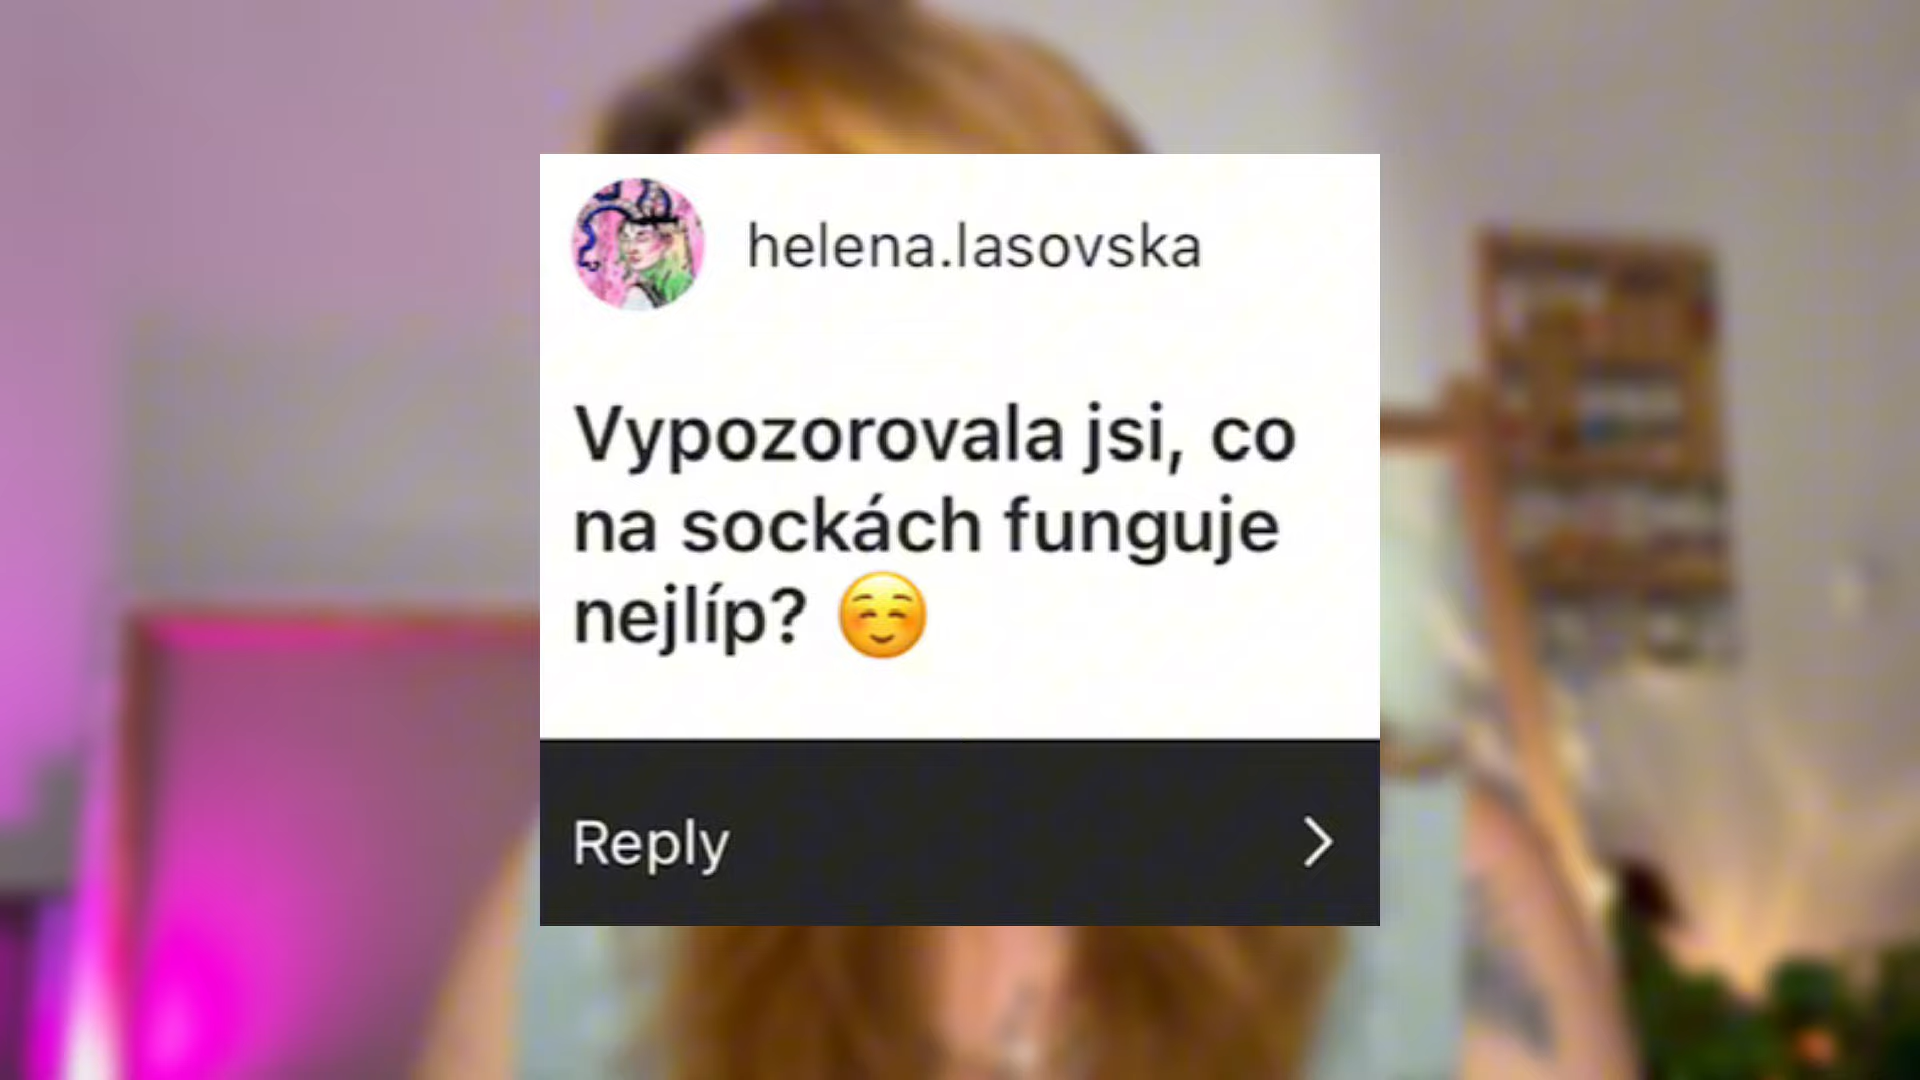 helena.lasovska
Vypozorovala jsi, co
na sockách funguje
nejlíp? ☺️
Reply